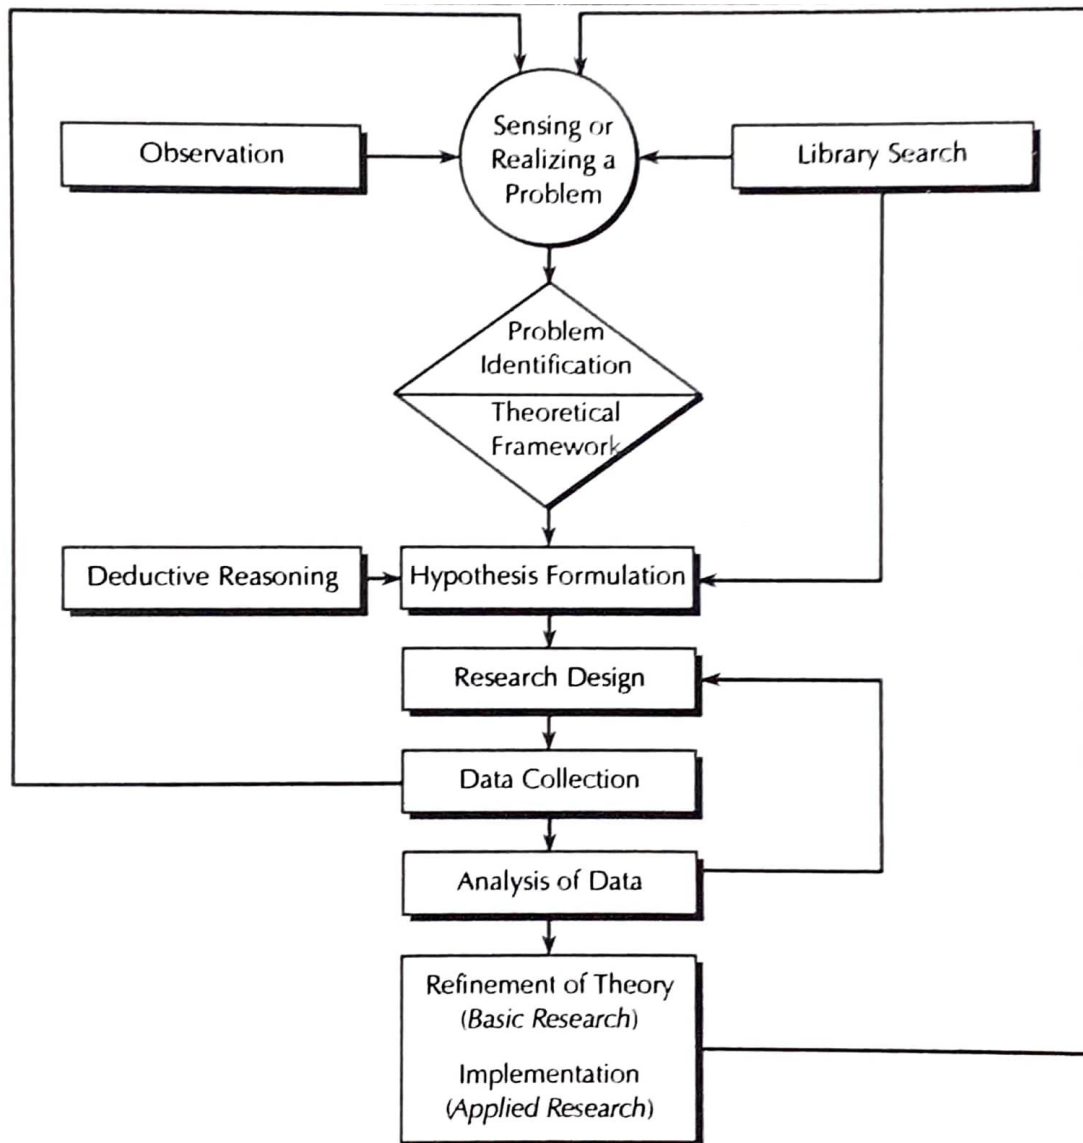 Sensing or
Realizing a
Problem
Observation
Library Search
Problem
Identification
Theoretical
Framework
Deductive Reasoning
Hypothesis Formulation
Research Design
Data Collection
Analysis of Data
Refinement of Theory
(Basic Research)
Implementation
(Applied Research)